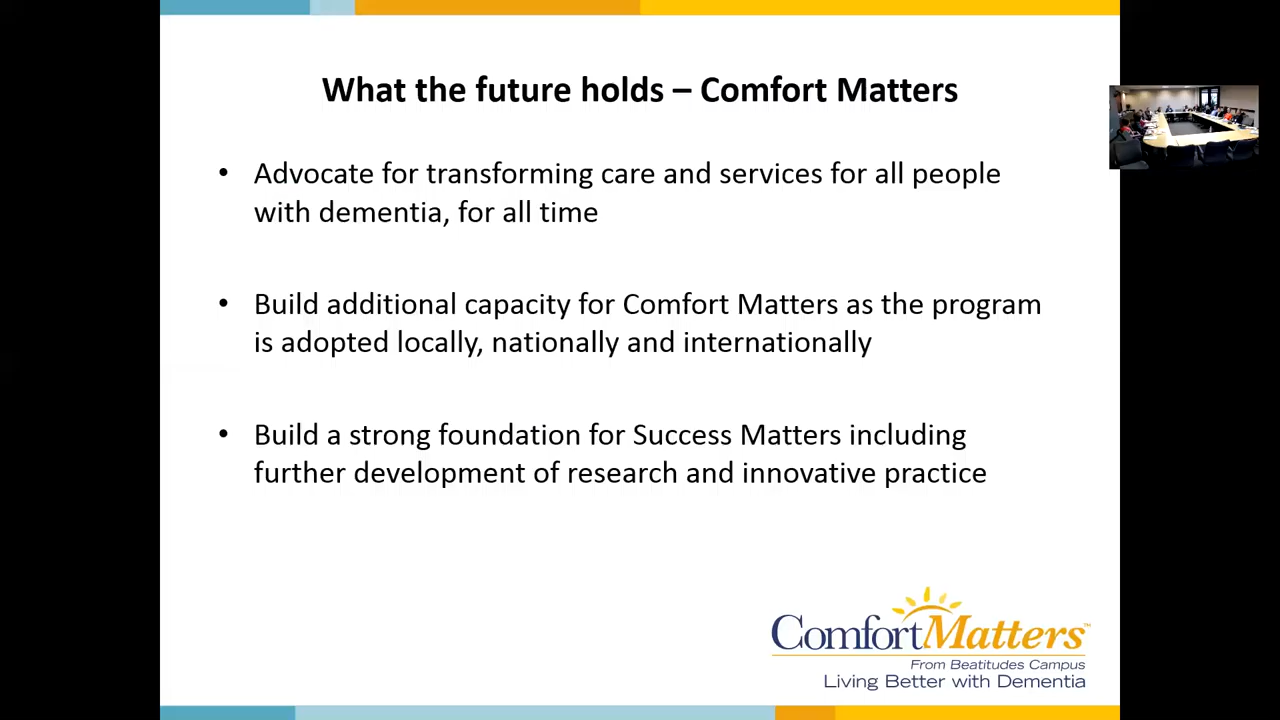 What the future holds – Comfort Matters
• Advocate for transforming care and services for all people
with dementia, for all time
• Build additional capacity for Comfort Matters as the program
is adopted locally, nationally and internationally
• Build a strong foundation for Success Matters including
further development of research and innovative practice
ComfortMatters™
From Beatitudes Campus
Living Better with Dementia